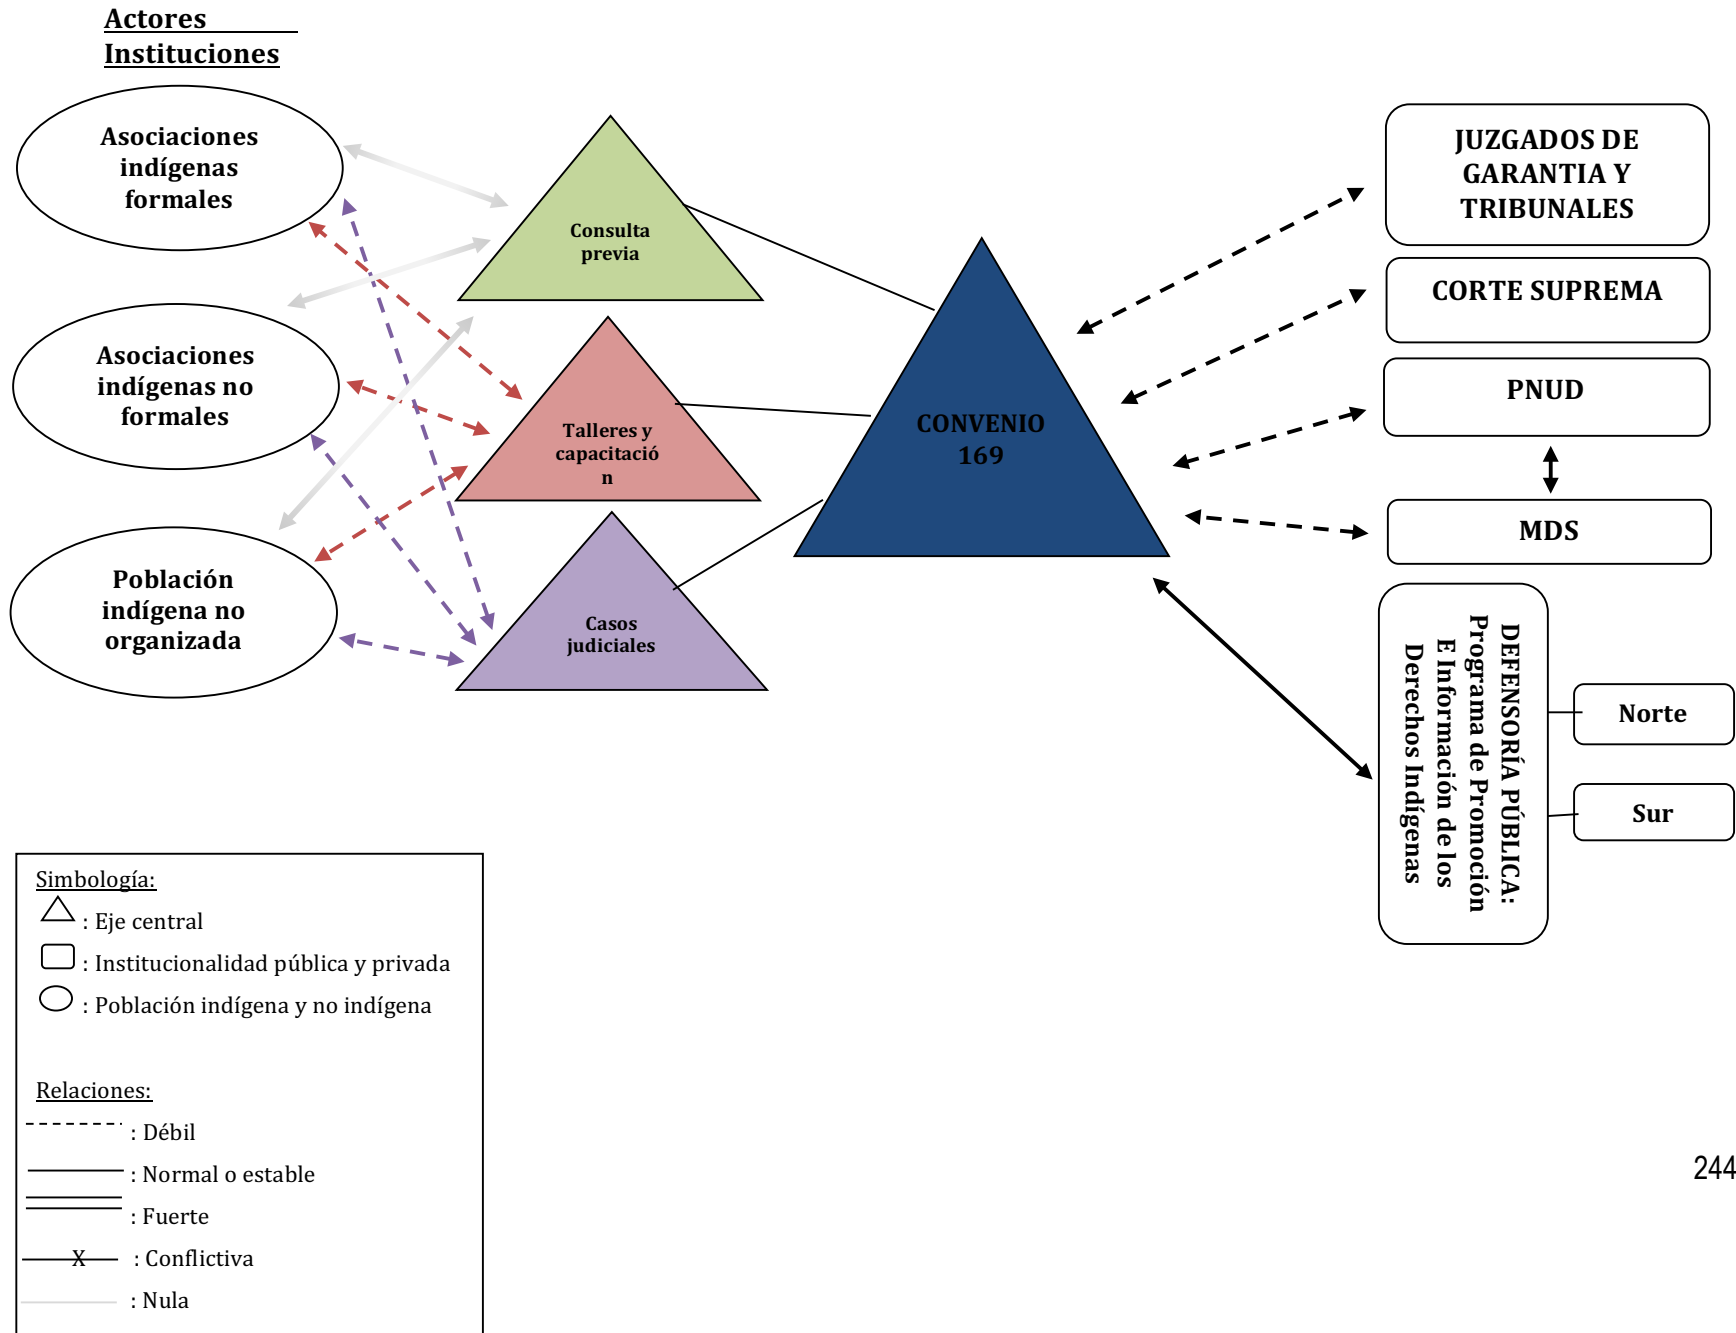 Actores
Instituciones
Asociaciones
indígenas
formales
Asociaciones
indígenas no
formales
Población
indígena no
organizada
Consulta
previa
Talleres y
capacitació
n
Casos
judiciales
CONVENIO
169
JUZGADOS DE
GARANTIA Y
TRIBUNALES
CORTE SUPREMA
PNUD
MDS
DEFENSORÍA PÚBLICA:
Programa de Promoción
E Información de los
Derechos Indígenas
Norte
Sur
Simbología:
: Eje central
: Institucionalidad pública y privada
: Población indígena y no indígena
Relaciones:
: Débil
: Normal o estable
: Fuerte
X : Conflictiva
: Nula
244